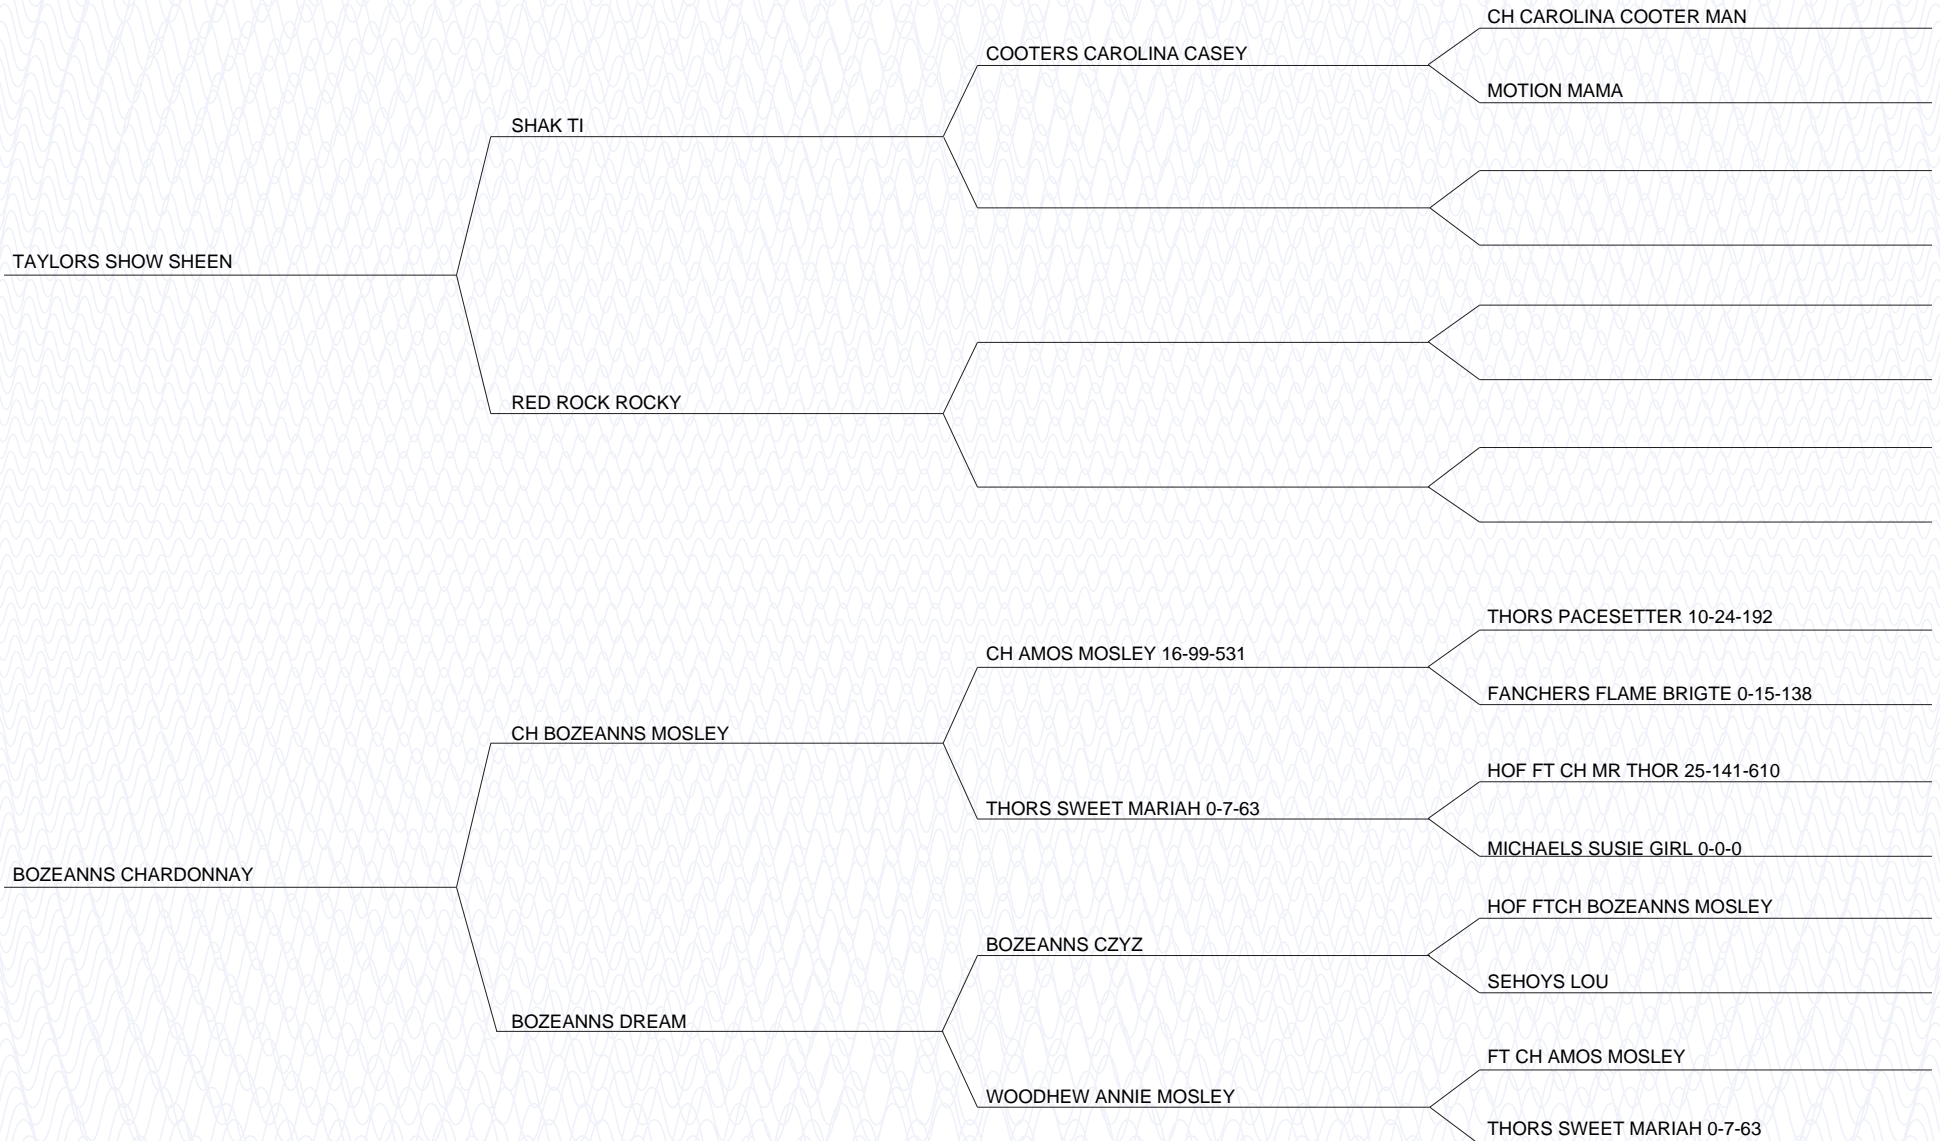 CH CAROLINA COOTER MAN
COOTERS CAROLINA CASEY
MOTION MAMA
SHAK TI
TAYLORS SHOW SHEEN
RED ROCK ROCKY
THORS PACESETTER 10-24-192
CH AMOS MOSLEY 16-99-531
FANCHERS FLAME BRIGTE 0-15-138
CH BOZEANNS MOSLEY
HOF FT CH MR THOR 25-141-610
THORS SWEET MARIAH 0-7-63
MICHAELS SUSIE GIRL 0-0-0
BOZEANNS CHARDONNAY
HOF FTCH BOZEANNS MOSLEY
BOZEANNS CZYZ
SEHOYS LOU
BOZEANNS DREAM
FT CH AMOS MOSLEY
WOODHEW ANNIE MOSLEY
THORS SWEET MARIAH 0-7-63